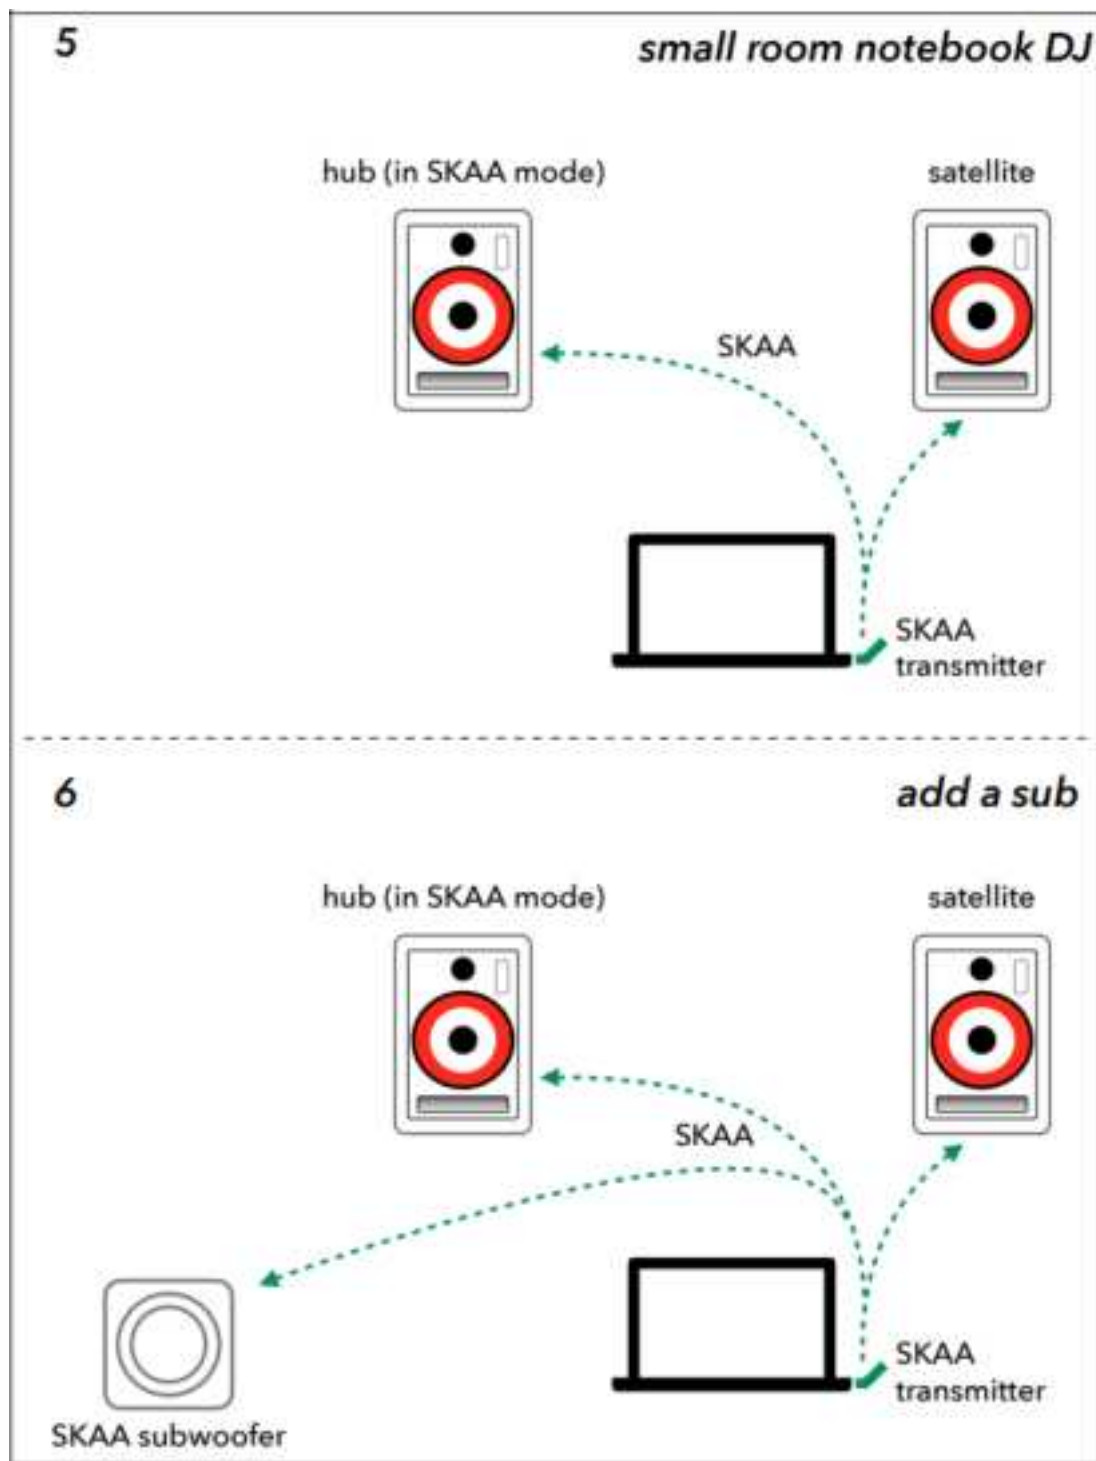 5
small room notebook DJ
hub (in SKAA mode)
satellite
SKAA
SKAA
transmitter
6
add a sub
hub (in SKAA mode)
satellite
SKAA
SKAA
transmitter
SKAA subwoofer